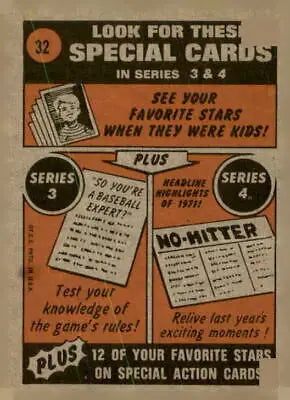 32
LOOK FOR THESE
SPECIAL CARDS
IN SERIES 3 & 4
SEE YOUR
FAVORITE STARS
WHEN THEY WERE KIDS!
PLUS
SERIES
3
"SO YOU'RE
A BASEBALL
EXPERT?"
Test your
knowledge of
the game's rules!
HEADLINE
HIGHLIGHTS
OF 1971!
SERIES
4
NO-HITTER
Relive last year's
exciting moments!
PLUS
12 OF YOUR FAVORITE STARS
ON SPECIAL ACTION CARDS